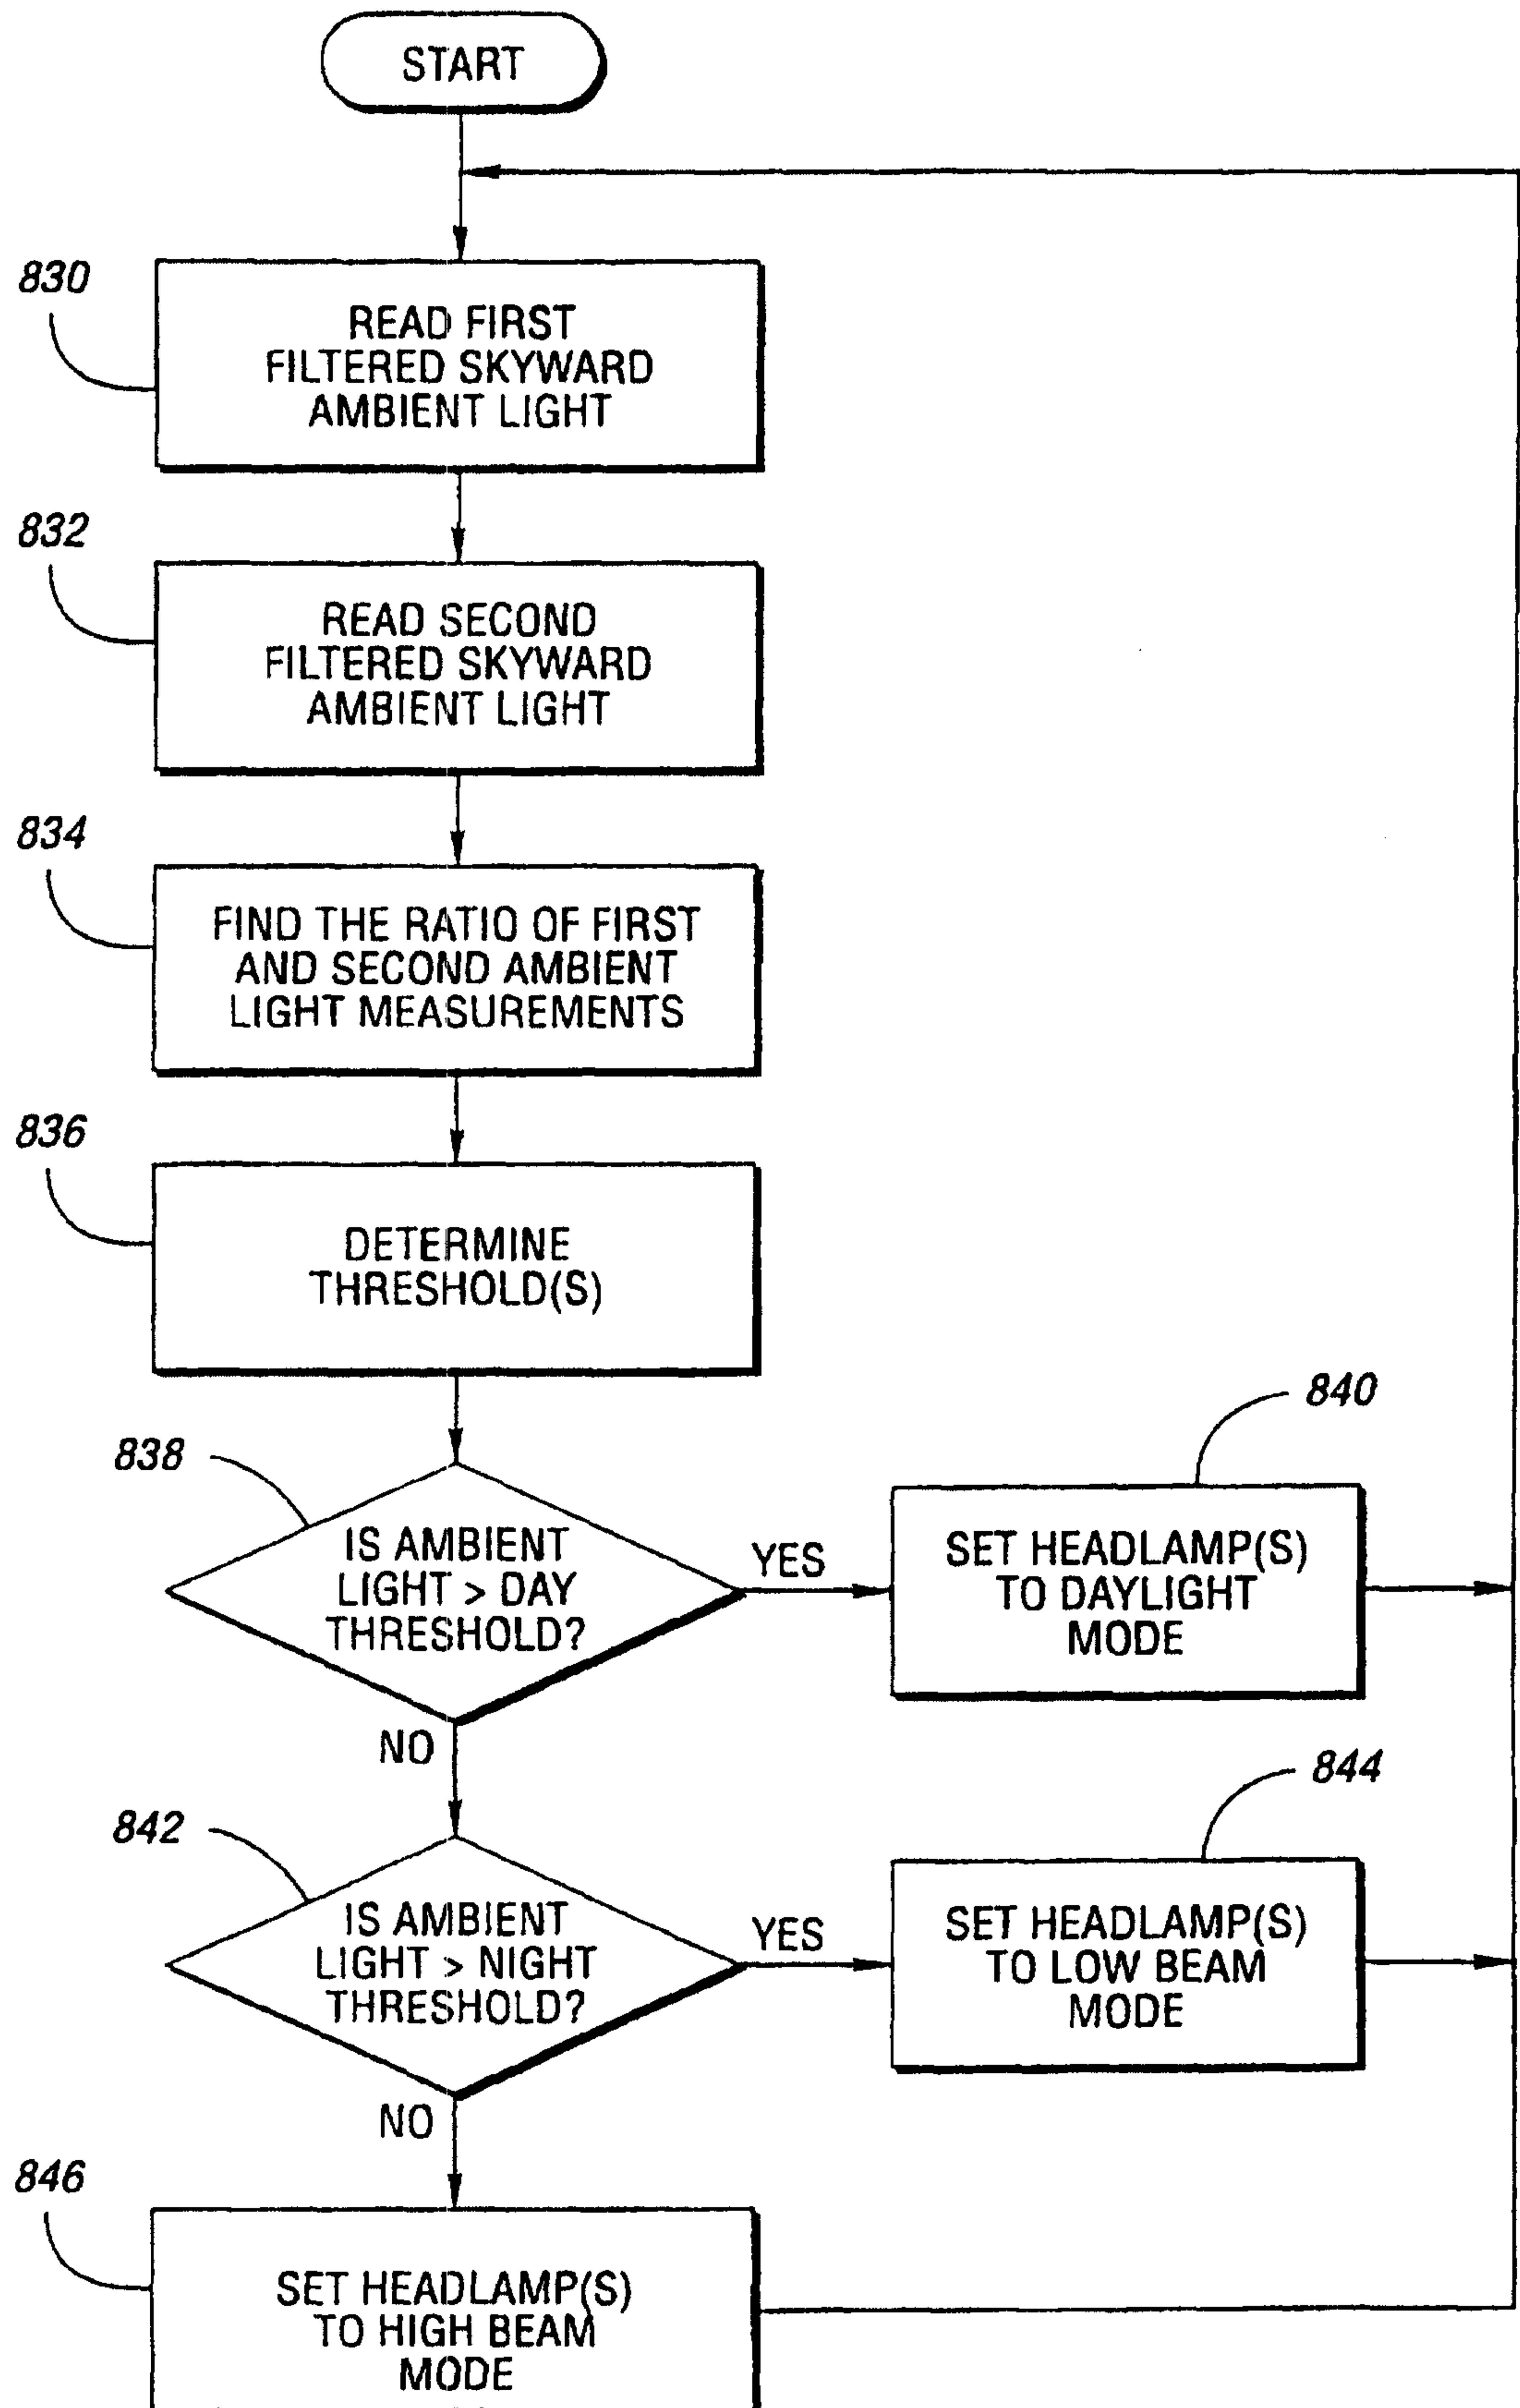 START
830
READ FIRST
FILTERED SKYWARD
AMBIENT LIGHT
832
READ SECOND
FILTERED SKYWARD
AMBIENT LIGHT
834
FIND THE RATIO OF FIRST
AND SECOND AMBIENT
LIGHT MEASUREMENTS
836
DETERMINE
THRESHOLD(S)
838
IS AMBIENT
LIGHT > DAY
THRESHOLD?
YES
840
SET HEADLAMP(S)
TO DAYLIGHT
MODE
NO
842
IS AMBIENT
LIGHT > NIGHT
THRESHOLD?
YES
844
SET HEADLAMP(S)
TO LOW BEAM
MODE
NO
846
SET HEADLAMP(S)
TO HIGH BEAM
MODE